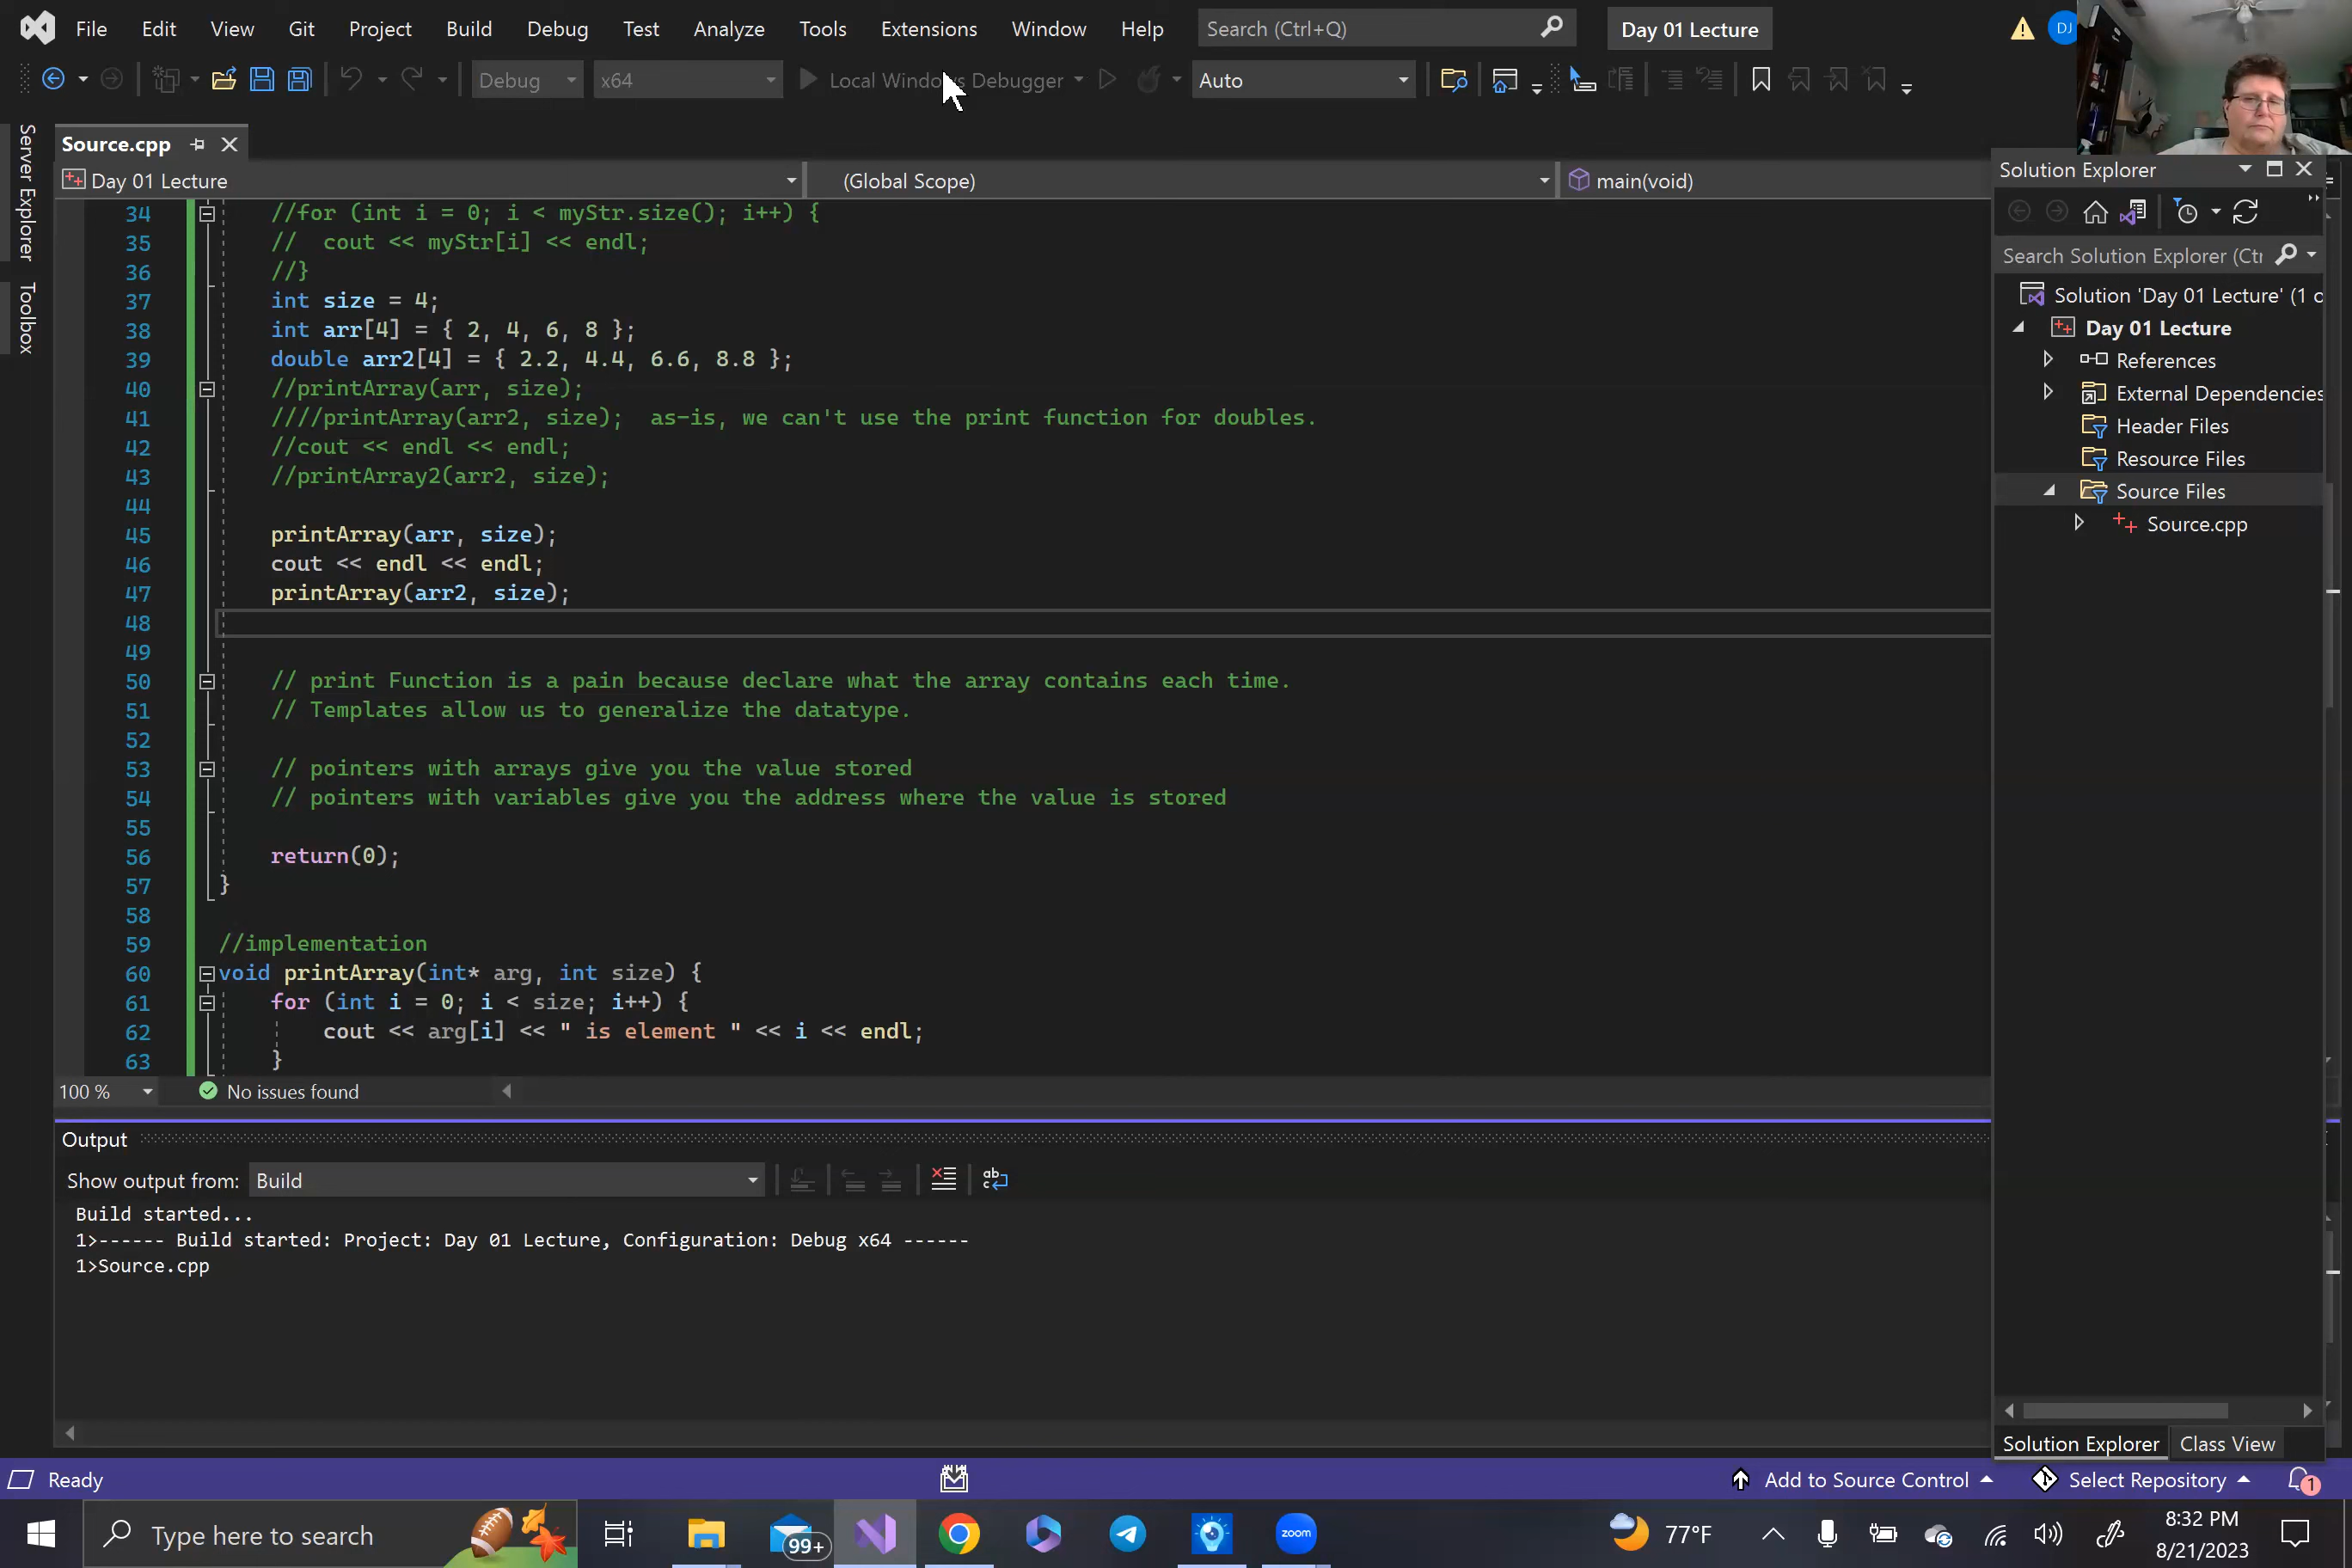 File Edit View Git Project Build Debug Test Analyze Tools Extensions Window Help Search (Ctrl+Q) Day 01 Lecture DJ
Debug x64 Local Windows Debugger Auto
Server Explorer
Toolbox
Source.cpp
Day 01 Lecture (Global Scope) main(void)
34 //for (int i = 0; i < myStr.size(); i++) {
35 //  cout << myStr[i] << endl;
36 //}
37 int size = 4;
38 int arr[4] = { 2, 4, 6, 8 };
39 double arr2[4] = { 2.2, 4.4, 6.6, 8.8 };
40 //printArray(arr, size);
41 ////printArray(arr2, size);  as-is, we can't use the print function for doubles.
42 //cout << endl << endl;
43 //printArray2(arr2, size);
44
45 printArray(arr, size);
46 cout << endl << endl;
47 printArray(arr2, size);
48
49
50 // print Function is a pain because declare what the array contains each time.
51 // Templates allow us to generalize the datatype.
52
53 // pointers with arrays give you the value stored
54 // pointers with variables give you the address where the value is stored
55
56 return(0);
57 }
58
59 //implementation
60 void printArray(int* arg, int size) {
61 for (int i = 0; i < size; i++) {
62 cout << arg[i] << " is element " << i << endl;
63 }
100 % No issues found
Output
Show output from: Build
Build started...
1>------ Build started: Project: Day 01 Lecture, Configuration: Debug x64 ------
1>Source.cpp
Solution Explorer
Search Solution Explorer (Ctr
Solution 'Day 01 Lecture' (1 o
Day 01 Lecture
References
External Dependencies
Header Files
Resource Files
Source Files
Source.cpp
Solution Explorer Class View
Ready Add to Source Control Select Repository 1
Type here to search 99+ zoom 77°F 8:32 PM
8/21/2023